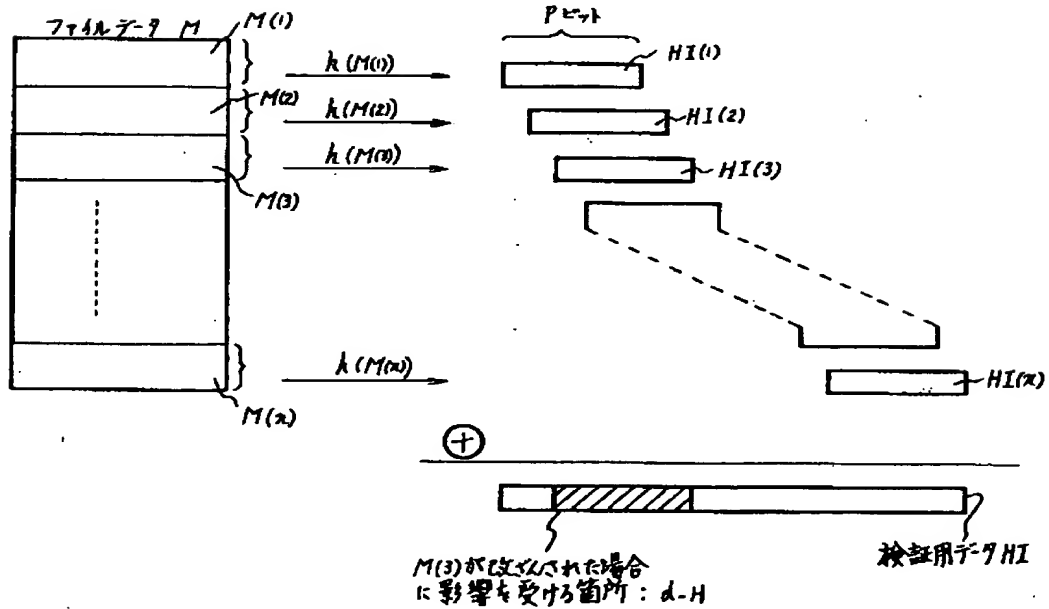 ファイルデータ M
M(1)
Pビット
HI(1)
h(M(1))
M(2)
h(M(2))
HI(2)
h(M(3))
HI(3)
M(3)
h(M(x))
HI(x)
M(x)
+
検証用データHI
M(3)が改ざんされた場合
に影響を受ける箇所：d-H